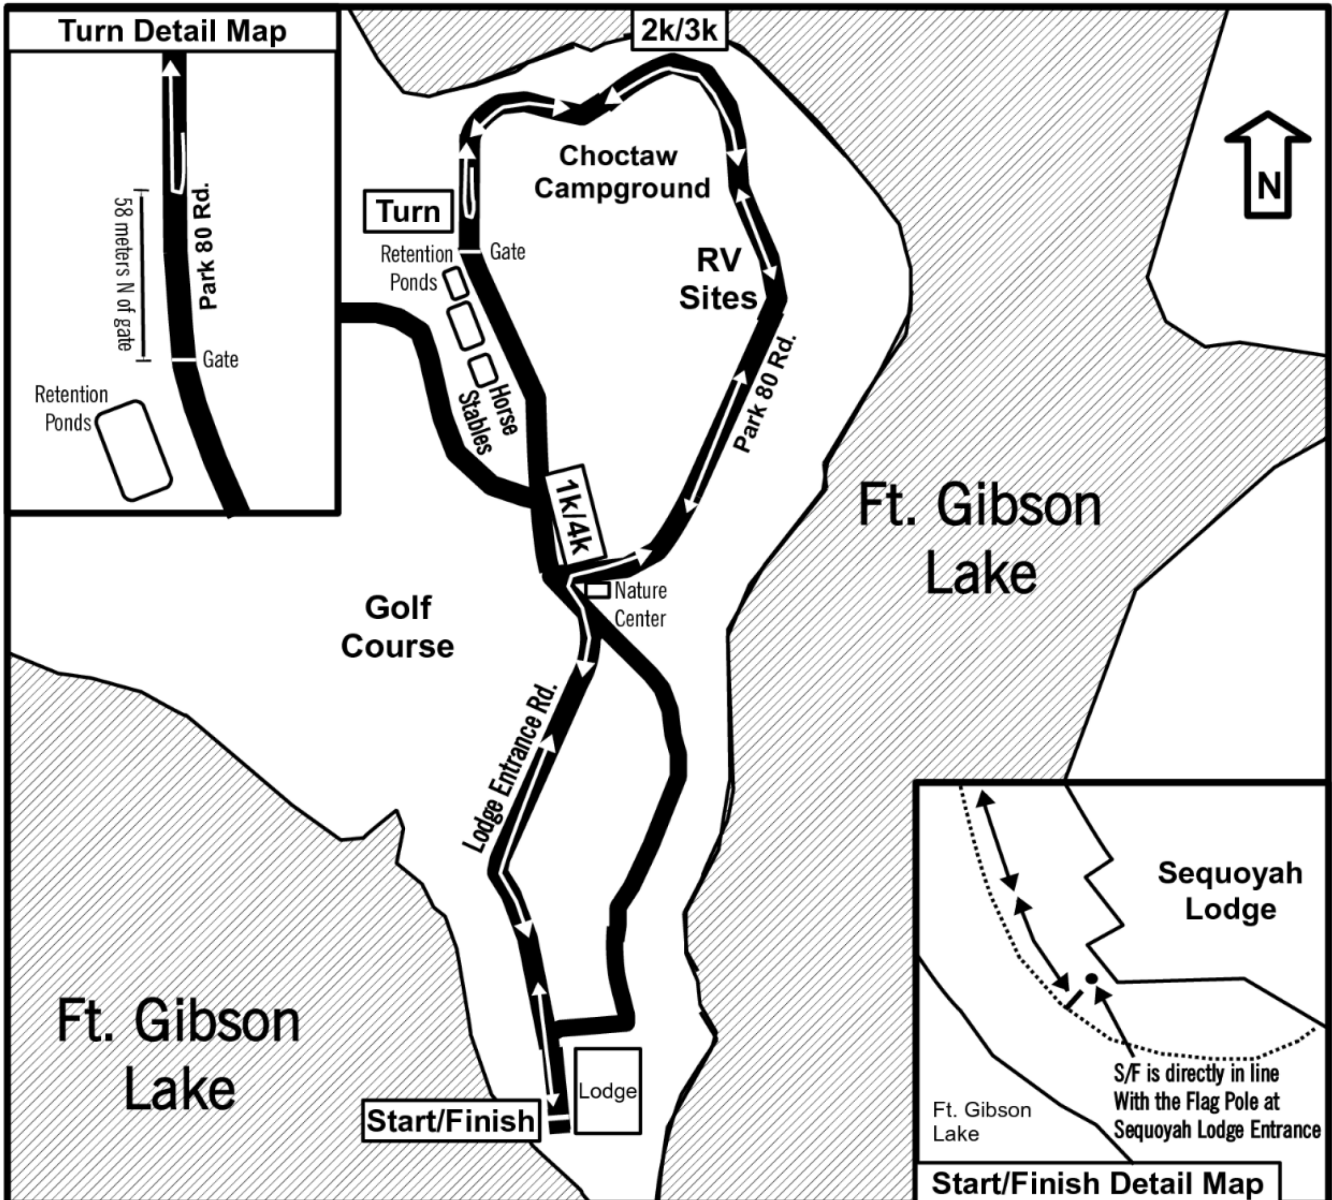 Turn Detail Map
Park 80 Rd.
58 meters N of gate
Gate
Retention
Ponds
2k/3k
Choctaw
Campground
Turn
Retention
Ponds
Gate
RV
Sites
N
Horse
Stables
Park 80 Rd.
1k/4k
Ft. Gibson
Lake
Nature
Center
Golf
Course
Lodge Entrance Rd.
Ft. Gibson
Lake
Lodge
Start/Finish
Sequoyah
Lodge
S/F is directly in line
With the Flag Pole at
Sequoyah Lodge Entrance
Ft. Gibson
Lake
Start/Finish Detail Map